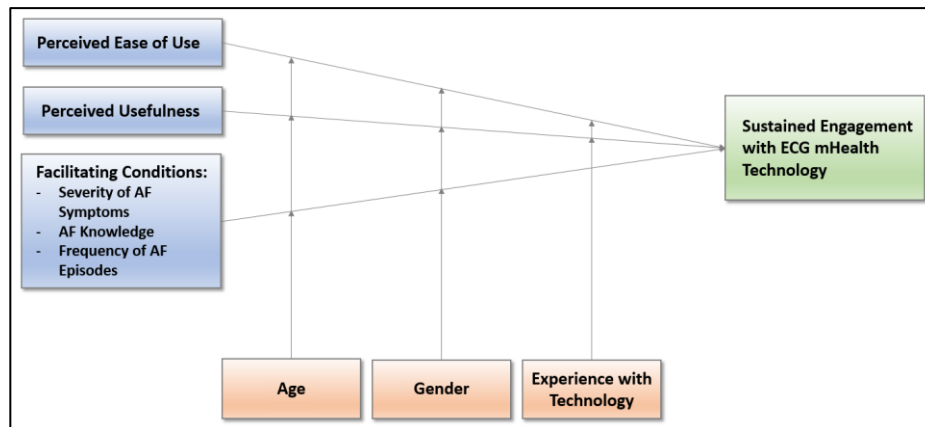 Perceived Ease of Use
Perceived Usefulness
Facilitating Conditions:
- Severity of AF
Symptoms
- AF Knowledge
- Frequency of AF
Episodes
Sustained Engagement
with ECG mHealth
Technology
Age
Gender
Experience with
Technology